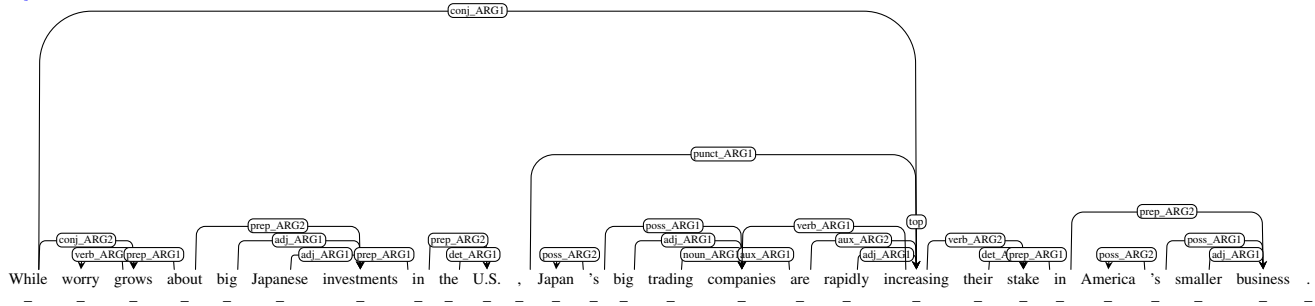 conj_ARG1
punct_ARG1
prep_ARG2
top
prep_ARG2 poss_ARG1 verb_ARG1
conj_ARG2 adj_ARG1 prep_ARG2 adj_ARG1 aux_ARG2 verb_ARG2 poss_ARG1
verb_ARG prep_ARG1 adj_ARG1 prep_ARG1 det_ARG1 poss_ARG2 noun_ARG1 aux_ARG1 adj_ARG1 det_A prep_ARG1 poss_ARG2 adj_ARG1
While worry grows about big Japanese investments in the U.S. , Japan 's big trading companies are rapidly increasing their stake in America 's smaller business .